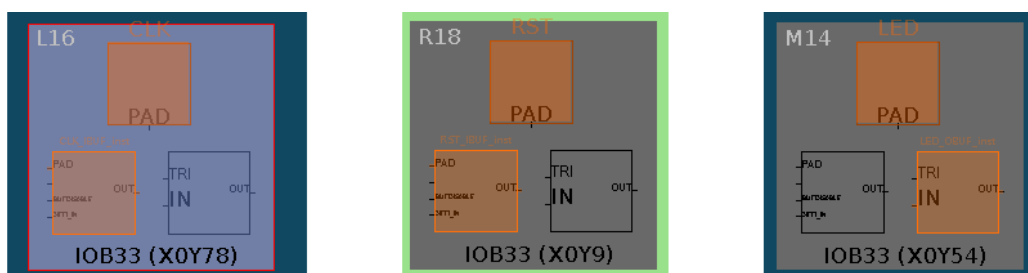 CLK
L16
PAD
PAD
OUT
TRI
IN
OUT
IOB33 (X0Y78)
RST
R18
PAD
RST_IBUF_inst
PAD
OUT
TRI
IN
OUT
IOB33 (X0Y9)
LED
M14
PAD
LED_OBUF_inst
PAD
OUT
TRI
IN
OUT
IOB33 (X0Y54)